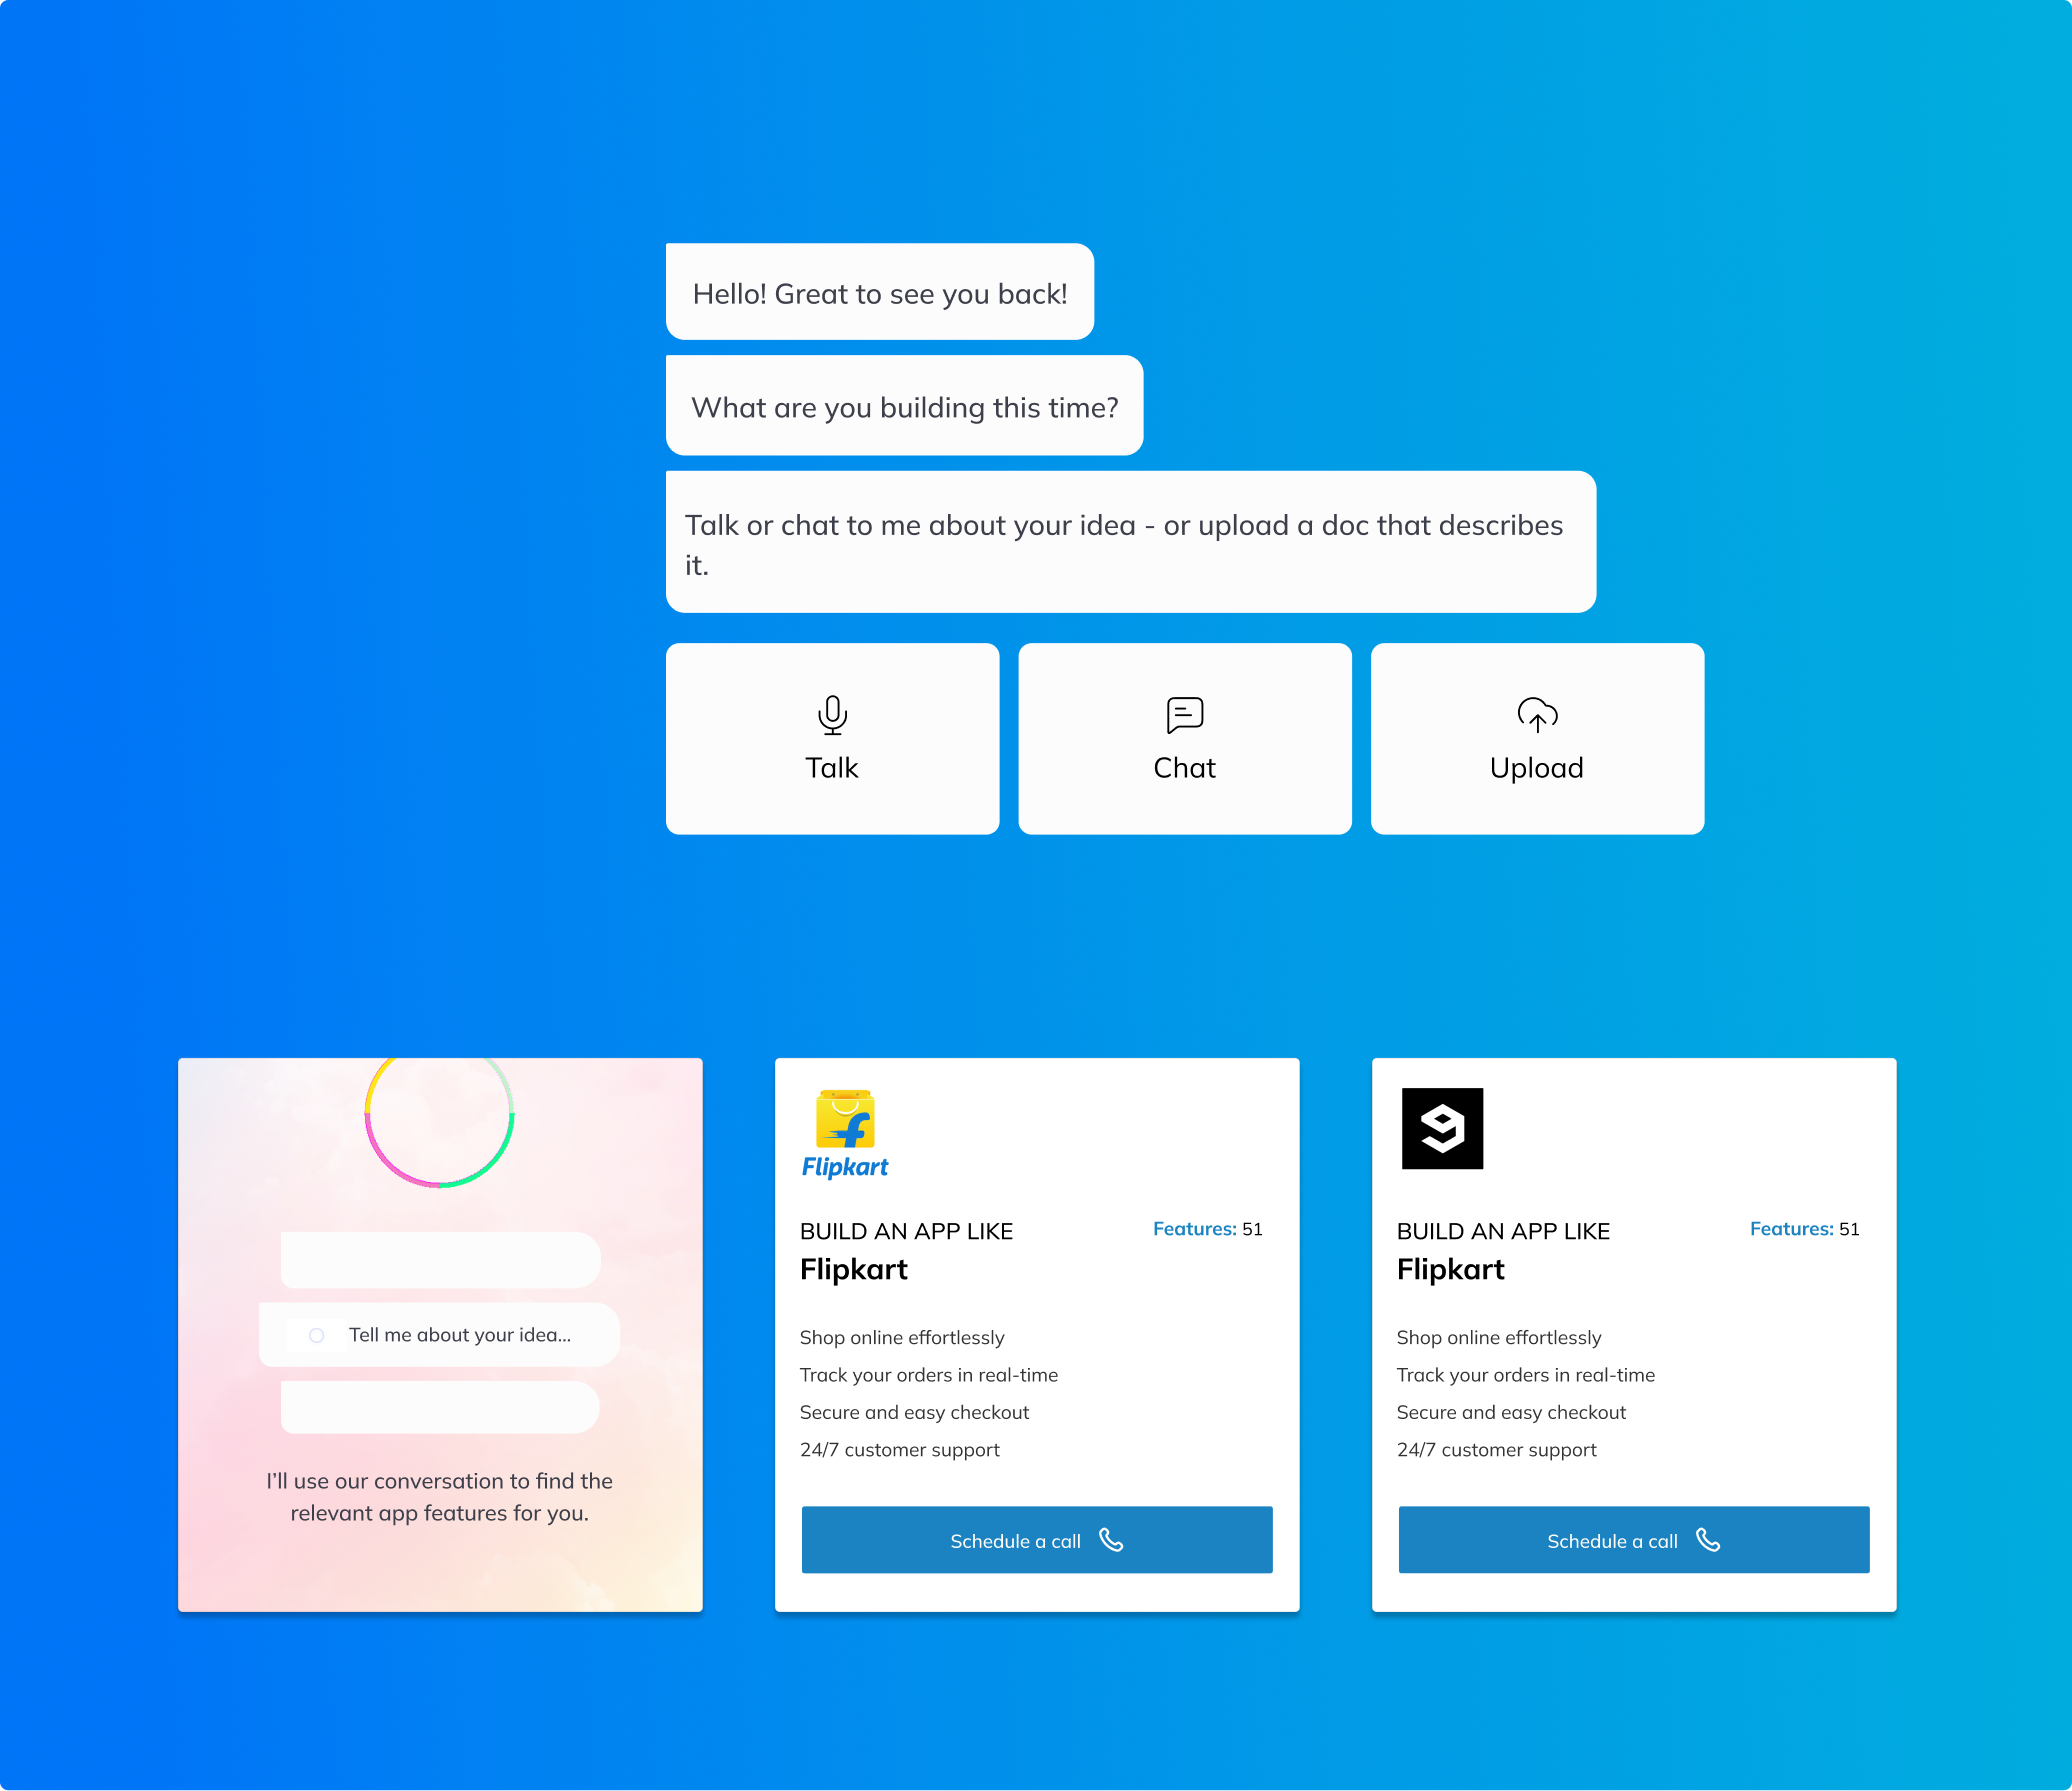 Hello! Great to see you back!
What are you building this time?
Talk or chat to me about your idea - or upload a doc that describes
it.
Talk
Chat
Upload
Tell me about your idea...
I'll use our conversation to find the
relevant app features for you.
Flipkart
BUILD AN APP LIKE
Features: 51
Flipkart
Shop online effortlessly
Track your orders in real-time
Secure and easy checkout
24/7 customer support
Schedule a call
BUILD AN APP LIKE
Features: 51
Flipkart
Shop online effortlessly
Track your orders in real-time
Secure and easy checkout
24/7 customer support
Schedule a call